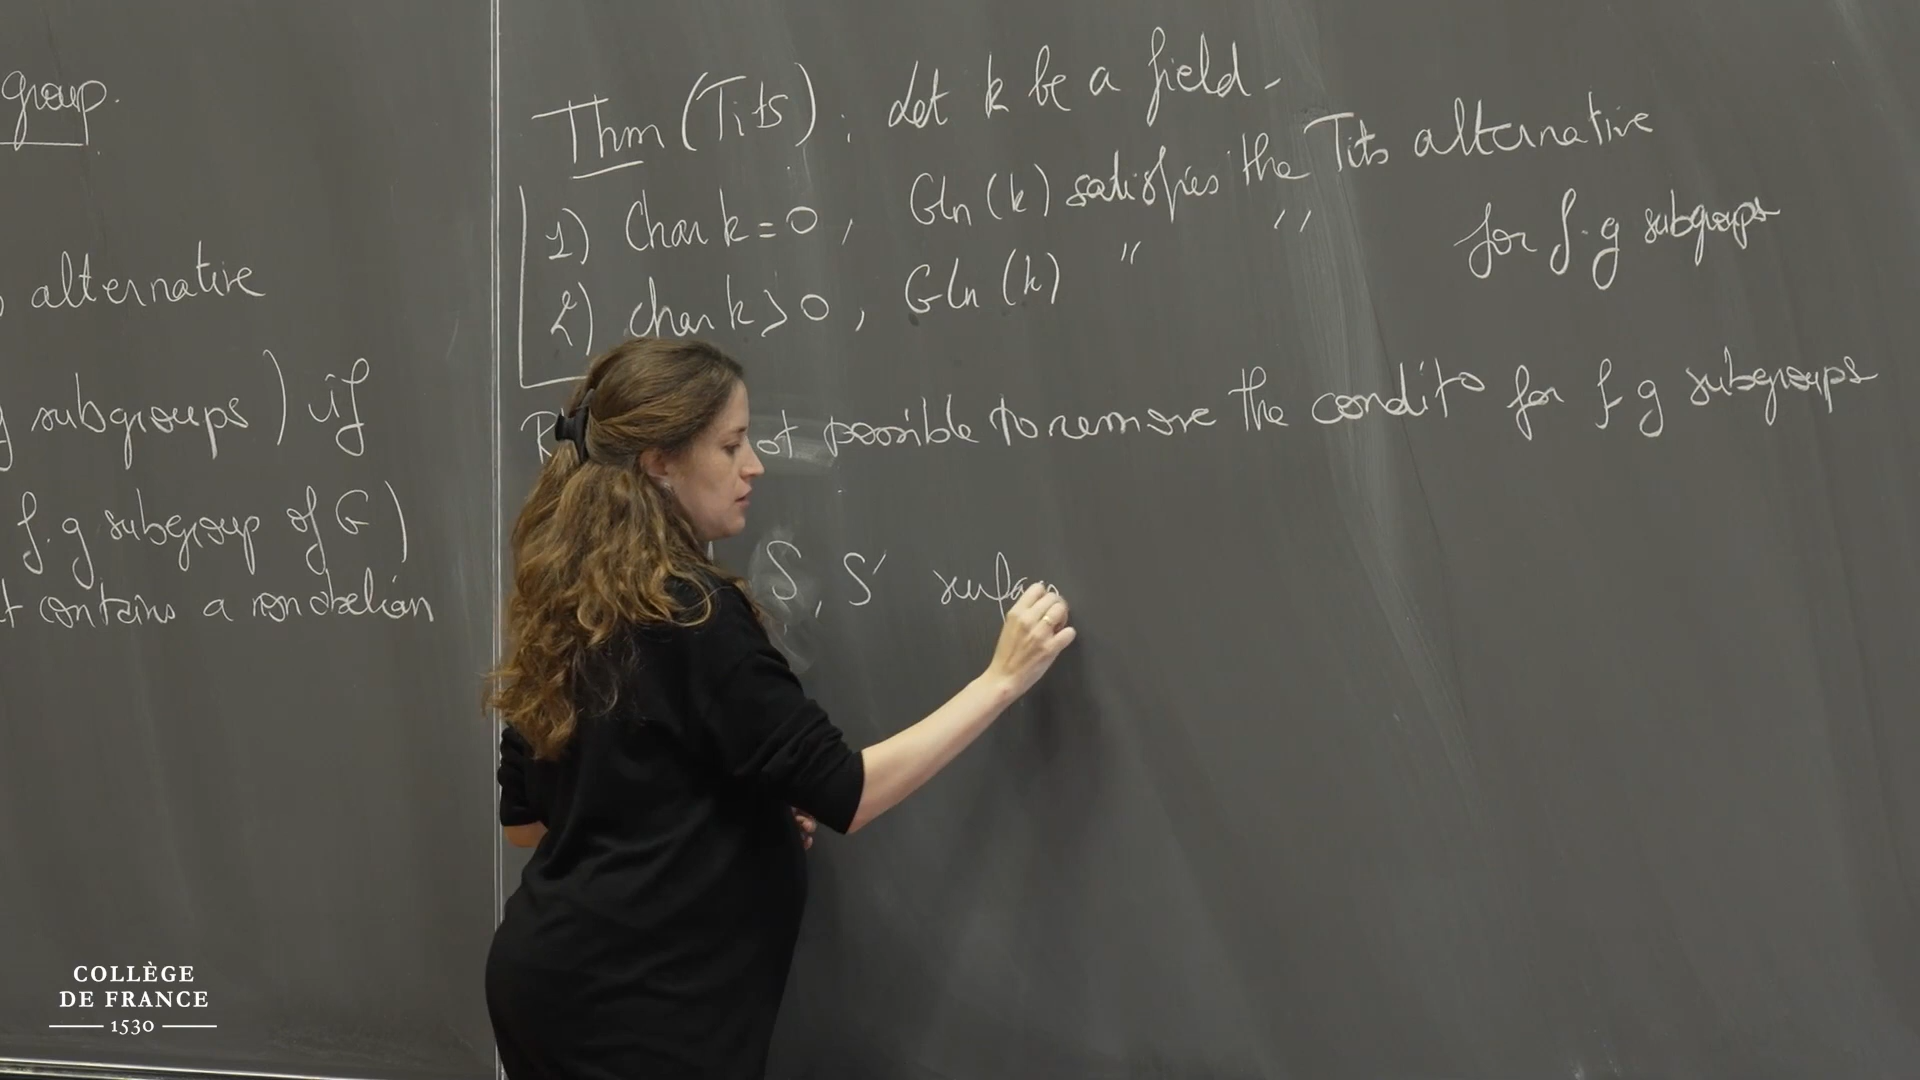 group.
alternative
subgroups) if
f.g subgroup of G)
contains a nonabelian
Thm (Tits): Let k be a field.
1) Char k = 0, GLn(k) satisfies the Tits alternative
2) Char k > 0, GLn(k) " " for f.g subgroups
possible to remove the condito for f g subgroups
S, S' surfac
COLLÈGE
DE FRANCE
1530